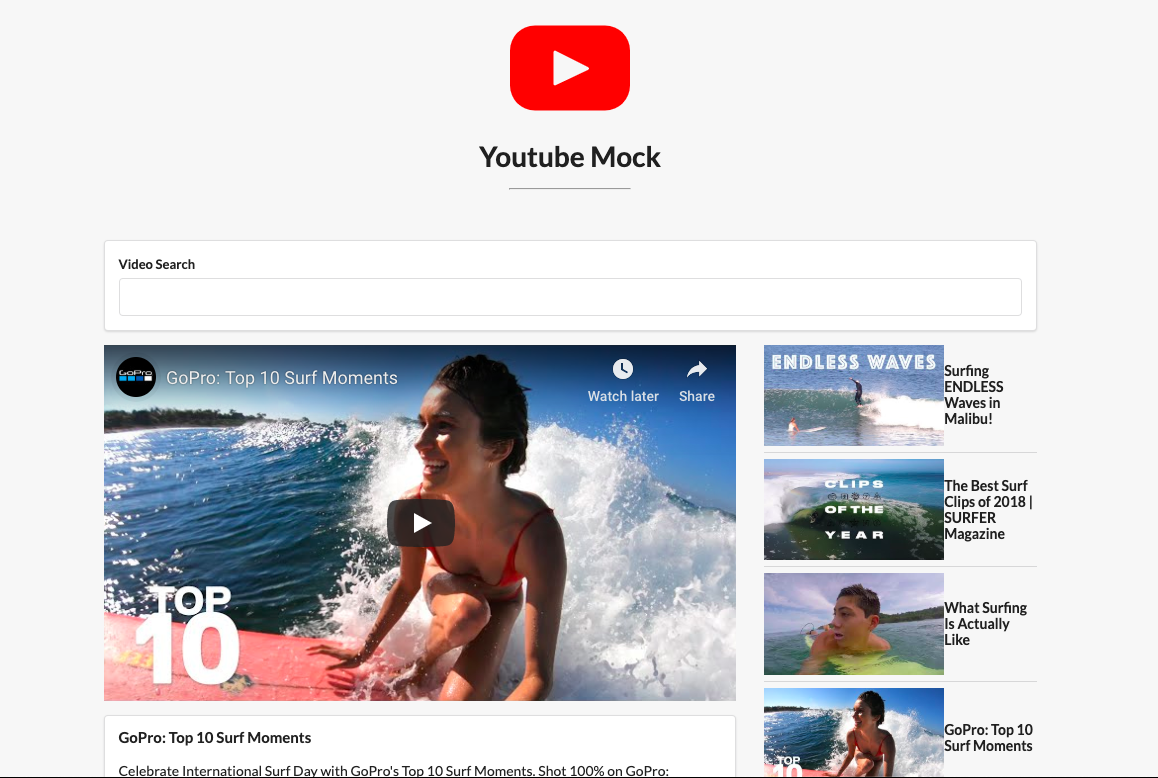 Youtube Mock
Video Search
GoPro
GoPro: Top 10 Surf Moments
Watch later
Share
TOP
10
GoPro: Top 10 Surf Moments
Celebrate International Surf Day with GoPro's Top 10 Surf Moments. Shot 100% on GoPro:
ENDLESS WAVES
Surfing
ENDLESS
Waves in
Malibu!
CLIPS
OF THE
YEAR
The Best Surf
Clips of 2018 |
SURFER
Magazine
What Surfing
Is Actually
Like
TOP
10
GoPro: Top 10
Surf Moments